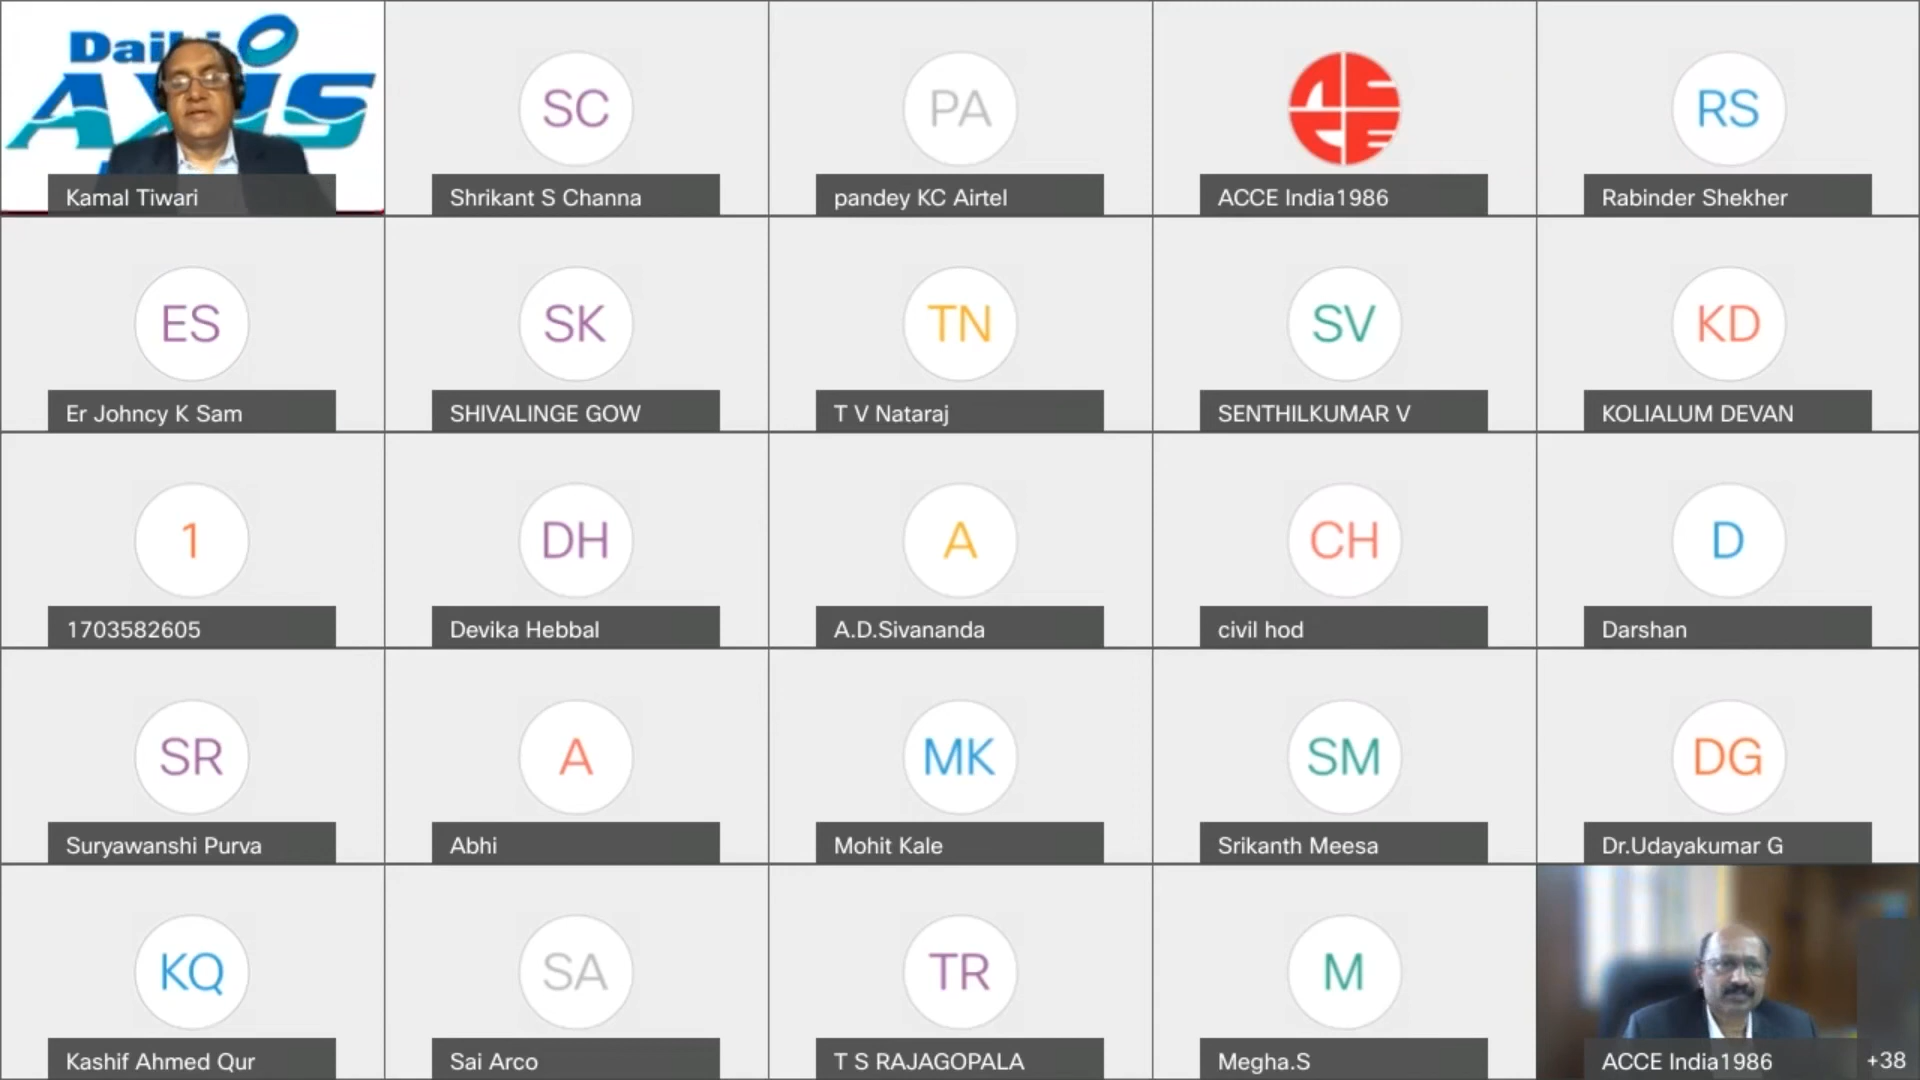 Daiki
AXIS
Kamal Tiwari
SC
Shrikant S Channa
PA
pandey KC Airtel
ASCE
ACCE India1986
RS
Rabinder Shekher
ES
Er Johncy K Sam
SK
SHIVALINGE GOW
TN
T V Nataraj
SV
SENTHILKUMAR V
KD
KOLIALUM DEVAN
1
1703582605
DH
Devika Hebbal
A
A.D.Sivananda
CH
civil hod
D
Darshan
SR
Suryawanshi Purva
A
Abhi
MK
Mohit Kale
SM
Srikanth Meesa
DG
Dr.Udayakumar G
KQ
Kashif Ahmed Qur
SA
Sai Arco
TR
T S RAJAGOPALA
M
Megha.S
ACCE India1986
+38